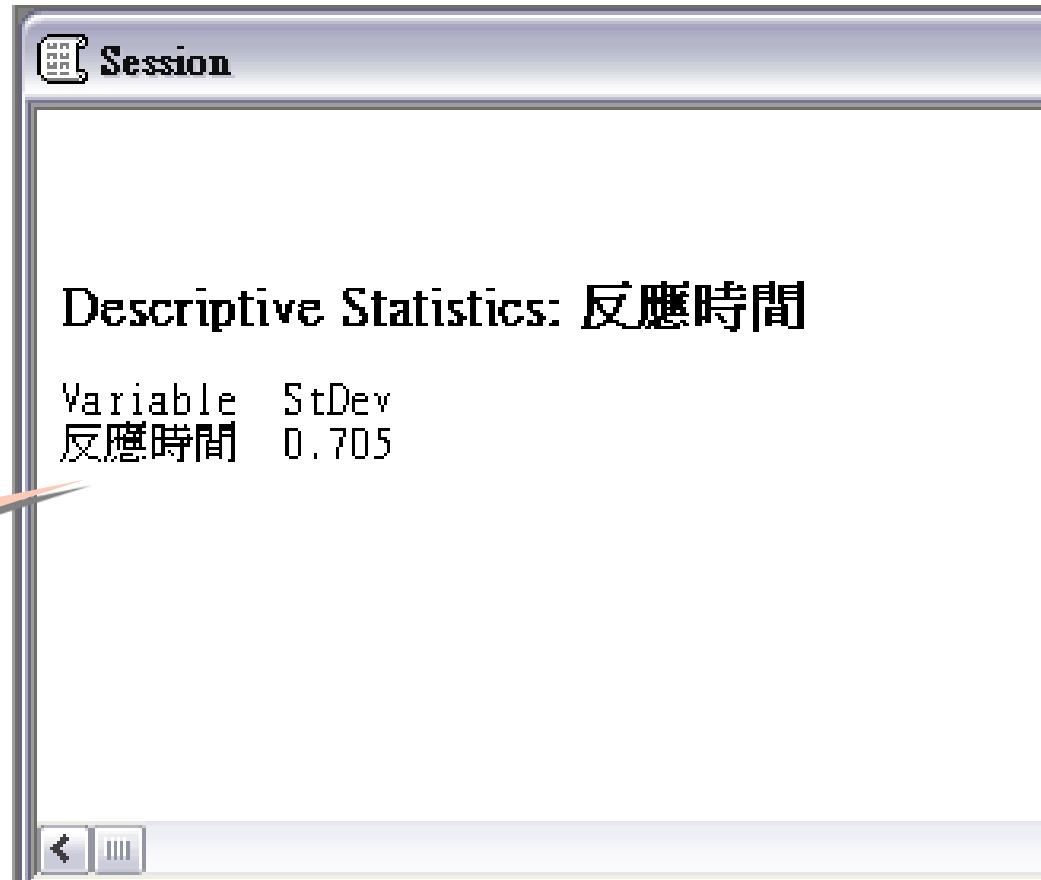 Session
Descriptive Statistics: 反應時間
Variable StDev
反應時間 0.705